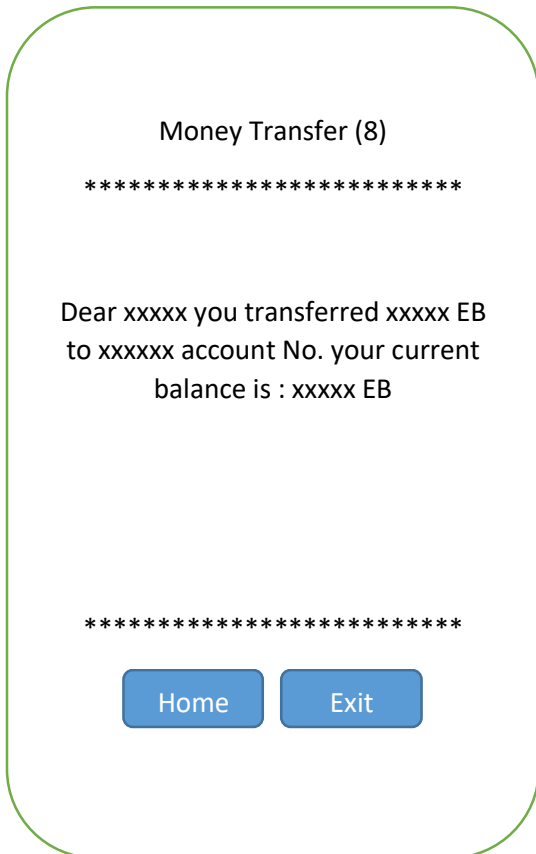 Money Transfer (8)
**************************
Dear xxxxx you transferred xxxxx EB
to xxxxxx account No. your current
balance is : xxxxx EB
**************************
Home
Exit